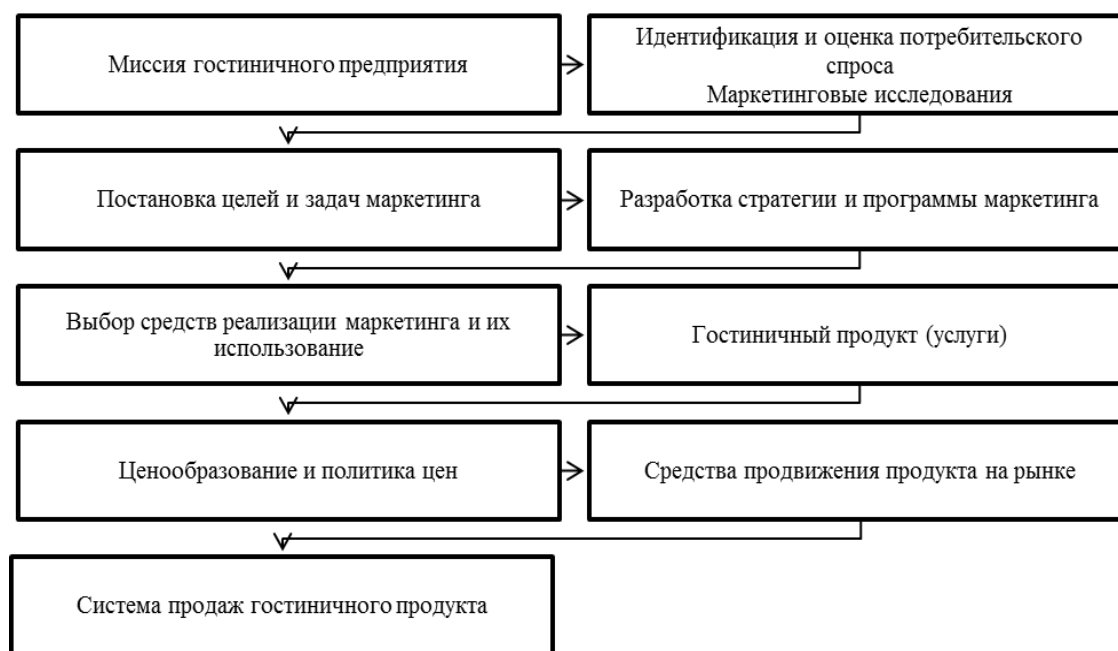 Миссия гостиничного предприятия
Идентификация и оценка потребительского
спроса
Маркетинговые исследования
Постановка целей и задач маркетинга
Разработка стратегии и программы маркетинга
Выбор средств реализации маркетинга и их
использование
Гостиничный продукт (услуги)
Ценообразование и политика цен
Средства продвижения продукта на рынке
Система продаж гостиничного продукта